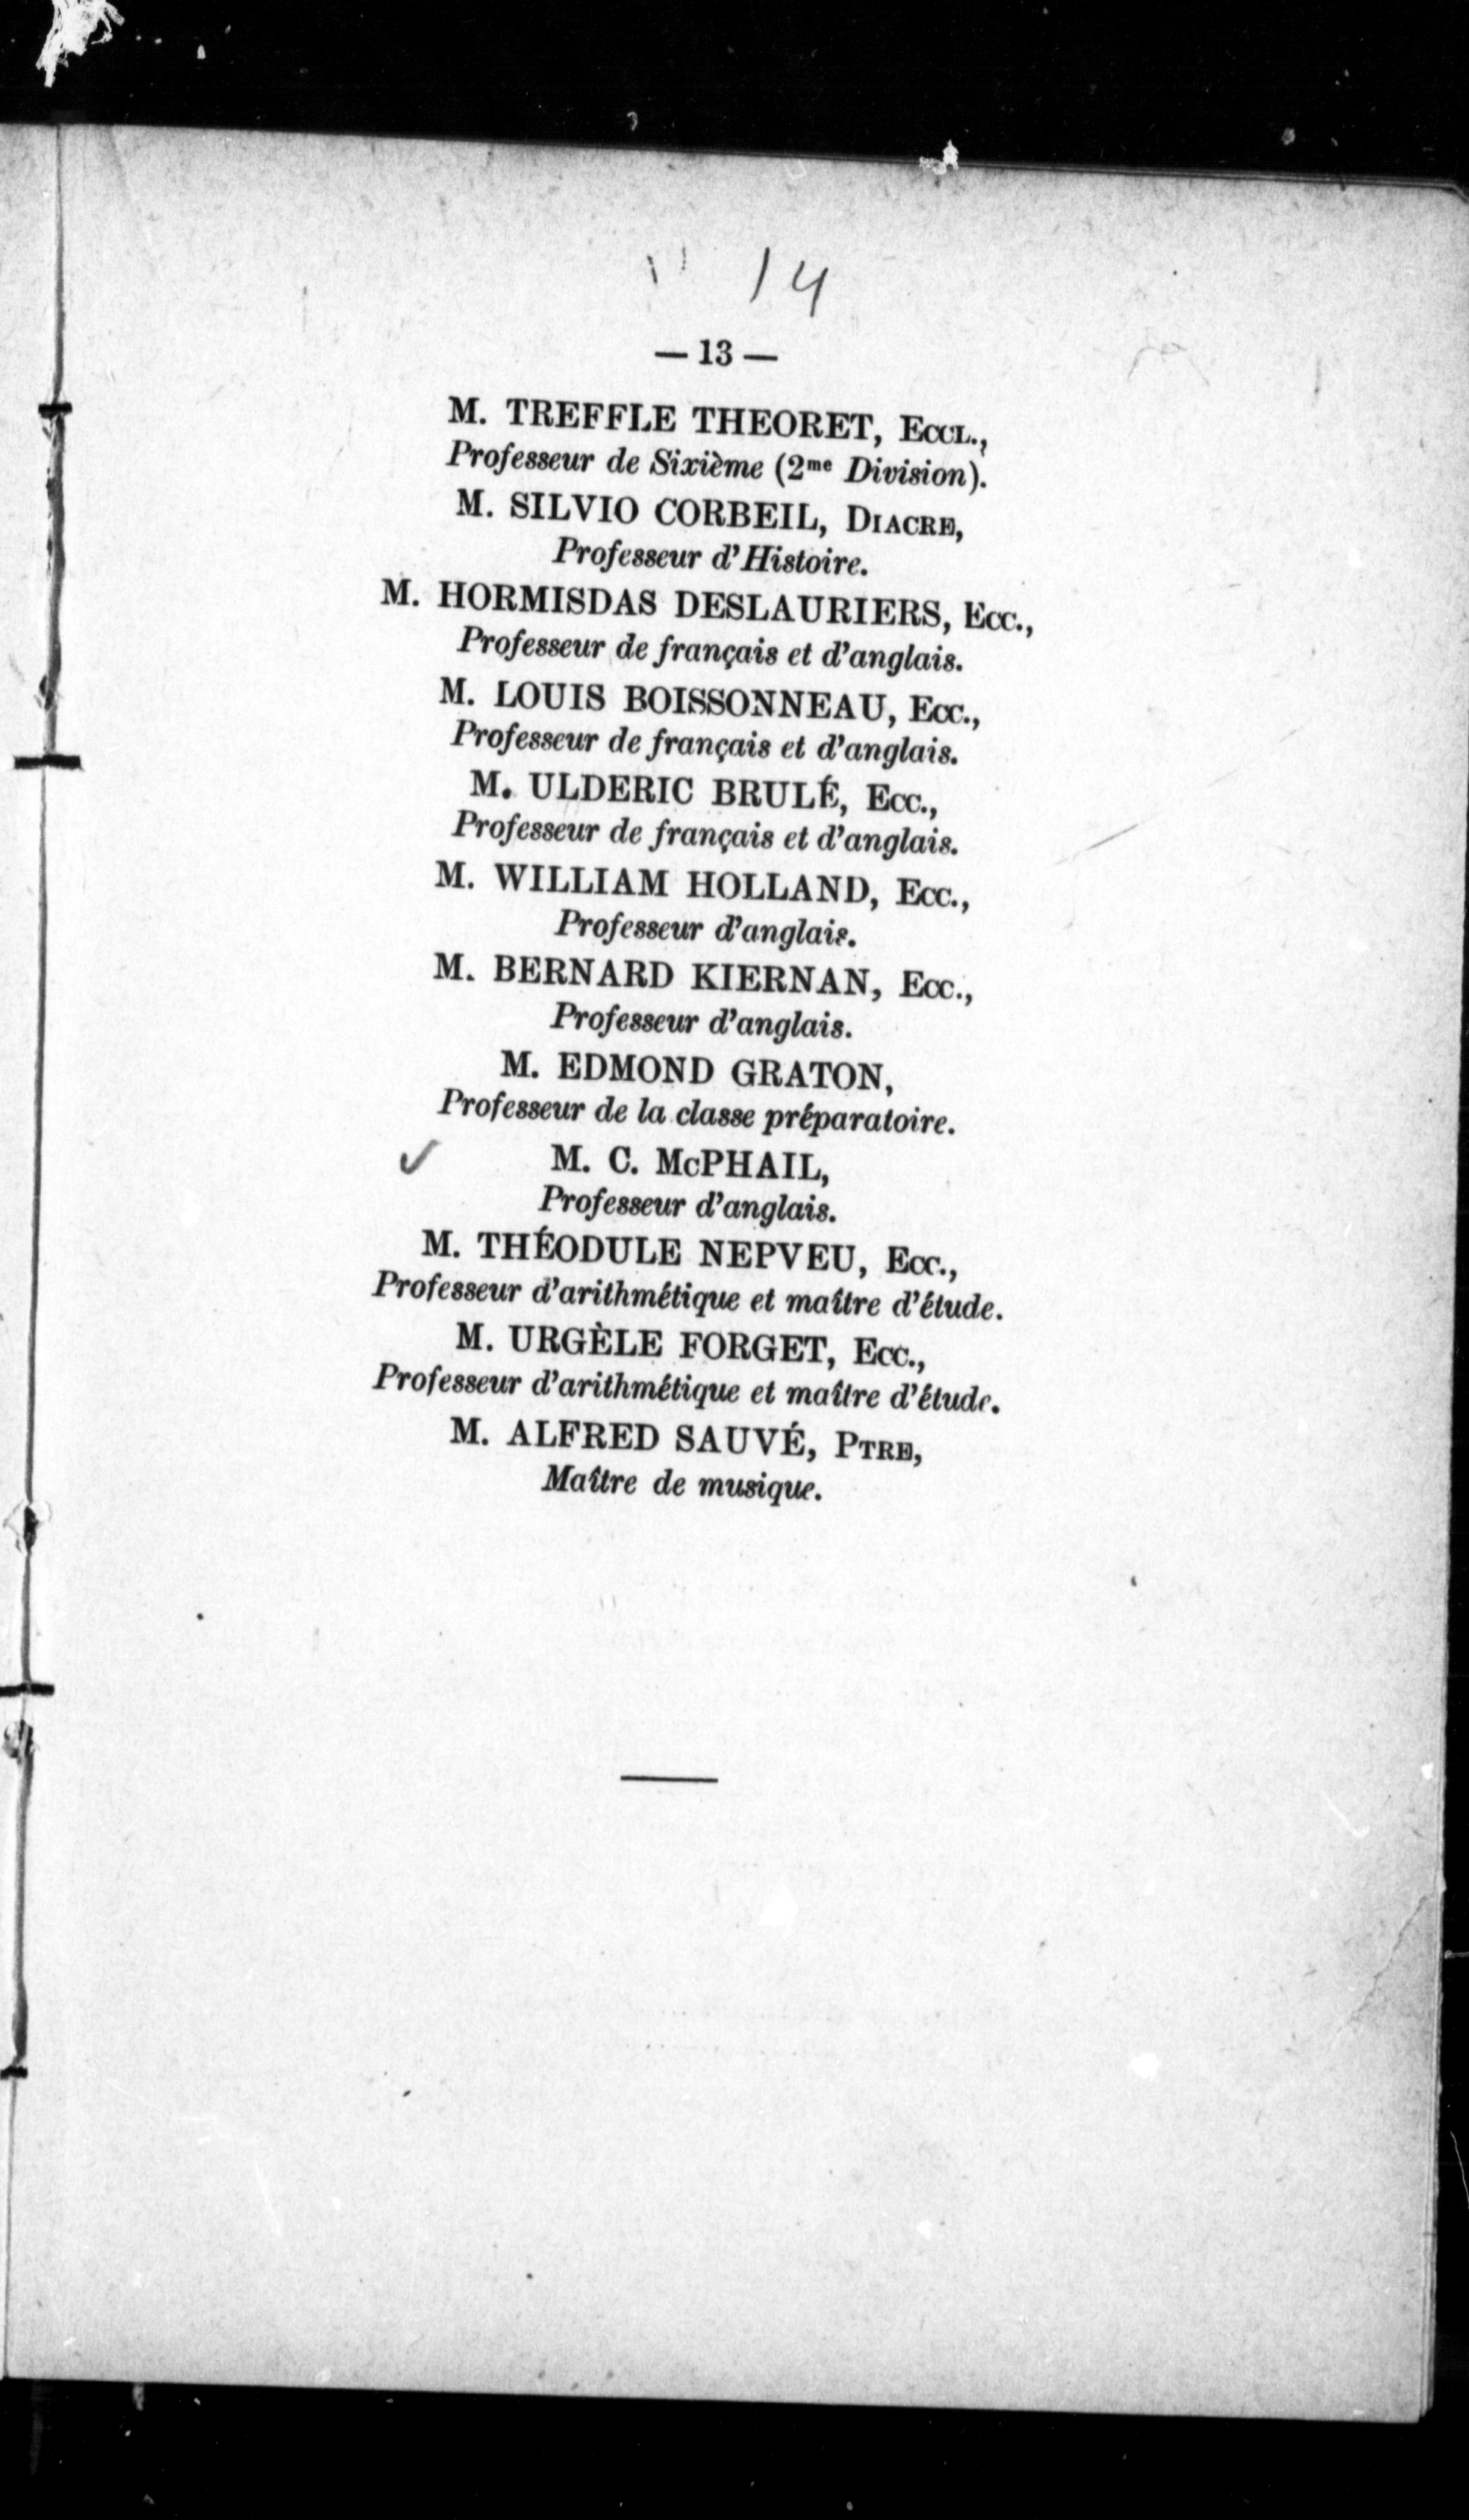 14
— 13 —
M. TREFFLE THEORET, ECCL.,
Professeur de Sixième (2me Division).
M. SILVIO CORBEIL, DIACRE,
Professeur d'Histoire.
M. HORMISDAS DESLAURIERS, ECC.,
Professeur de français et d'anglais.
M. LOUIS BOISSONNEAU, ECC.,
Professeur de français et d'anglais.
M. ULDERIC BRULÉ, ECC.,
Professeur de français et d'anglais.
M. WILLIAM HOLLAND, ECC.,
Professeur d'anglais.
M. BERNARD KIERNAN, ECC.,
Professeur d'anglais.
M. EDMOND GRATON,
Professeur de la classe préparatoire.
M. C. McPHAIL,
Professeur d'anglais.
M. THÉODULE NEPVEU, ECC.,
Professeur d'arithmétique et maître d'étude.
M. URGÈLE FORGET, ECC.,
Professeur d'arithmétique et maître d'étude.
M. ALFRED SAUVÉ, PTRE,
Maître de musique.